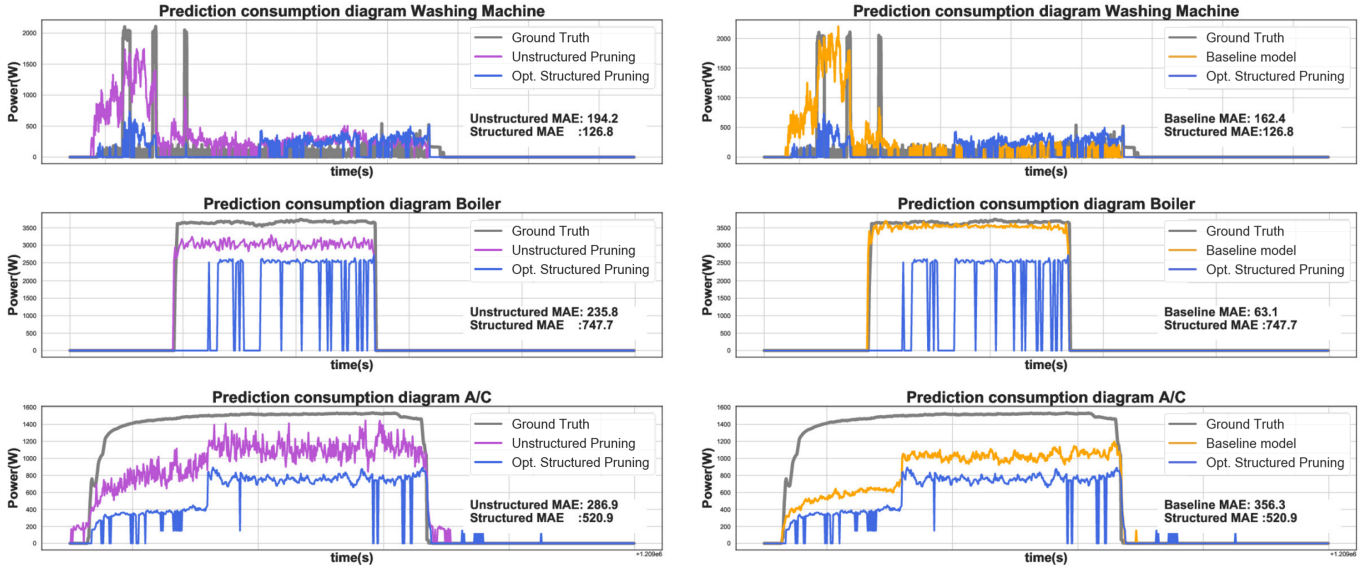 Prediction consumption diagram Washing Machine
Power(W)
2000
1500
1000
500
0
Ground Truth
Unstructured Pruning
Opt. Structured Pruning
Unstructured MAE: 194.2
Structured MAE :126.8
time(s)
Prediction consumption diagram Washing Machine
Power(W)
2000
1500
1000
500
0
Ground Truth
Baseline model
Opt. Structured Pruning
Baseline MAE: 162.4
Structured MAE:126.8
time(s)
Prediction consumption diagram Boiler
Power(W)
3500
3000
2500
2000
1500
1000
500
0
Ground Truth
Unstructured Pruning
Opt. Structured Pruning
Unstructured MAE: 235.8
Structured MAE :747.7
time(s)
Prediction consumption diagram Boiler
Power(W)
3500
3000
2500
2000
1500
1000
500
0
Ground Truth
Baseline model
Opt. Structured Pruning
Baseline MAE: 63.1
Structured MAE :747.7
time(s)
Prediction consumption diagram A/C
Power(W)
1600
1400
1200
1000
800
600
400
200
0
Ground Truth
Unstructured Pruning
Opt. Structured Pruning
Unstructured MAE: 286.9
Structured MAE :520.9
time(s)
+1.209e6
Prediction consumption diagram A/C
Power(W)
1600
1400
1200
1000
800
600
400
200
0
Ground Truth
Baseline model
Opt. Structured Pruning
Baseline MAE: 356.3
Structured MAE :520.9
time(s)
+1.209e6